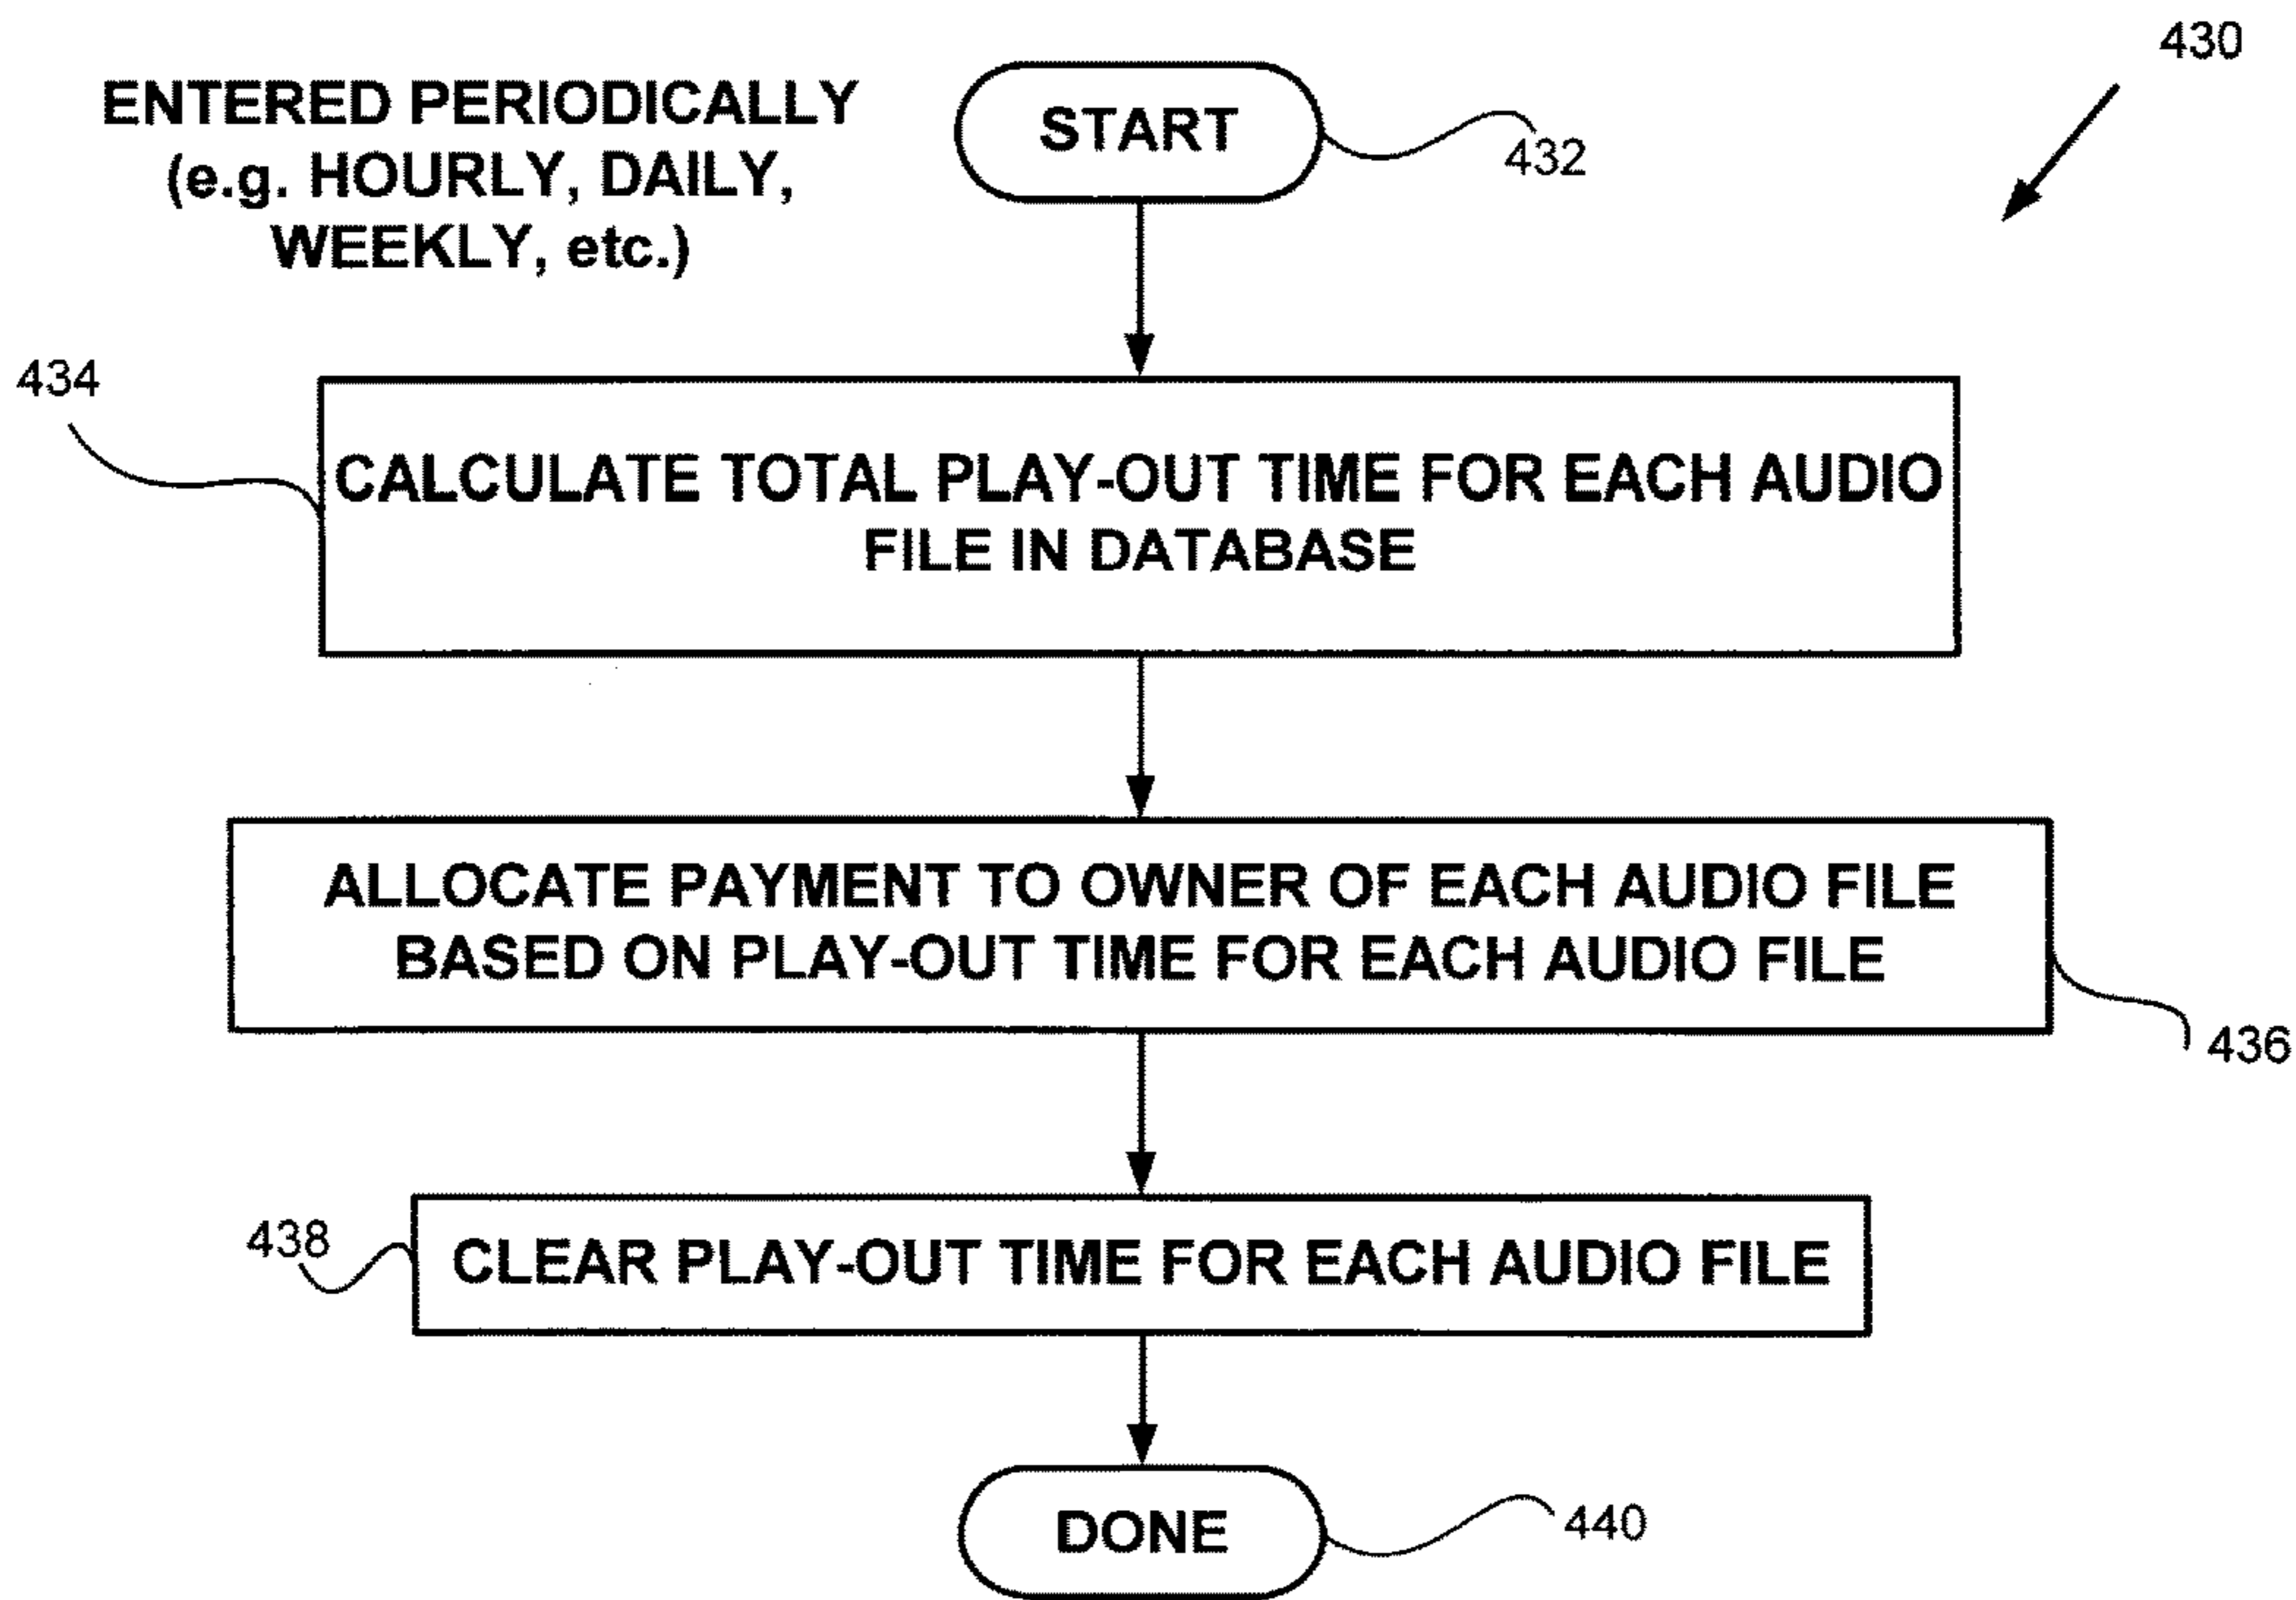 430
ENTERED PERIODICALLY
(e.g. HOURLY, DAILY,
WEEKLY, etc.)
START
432
434
CALCULATE TOTAL PLAY-OUT TIME FOR EACH AUDIO
FILE IN DATABASE
ALLOCATE PAYMENT TO OWNER OF EACH AUDIO FILE
BASED ON PLAY-OUT TIME FOR EACH AUDIO FILE
436
438
CLEAR PLAY-OUT TIME FOR EACH AUDIO FILE
DONE
440